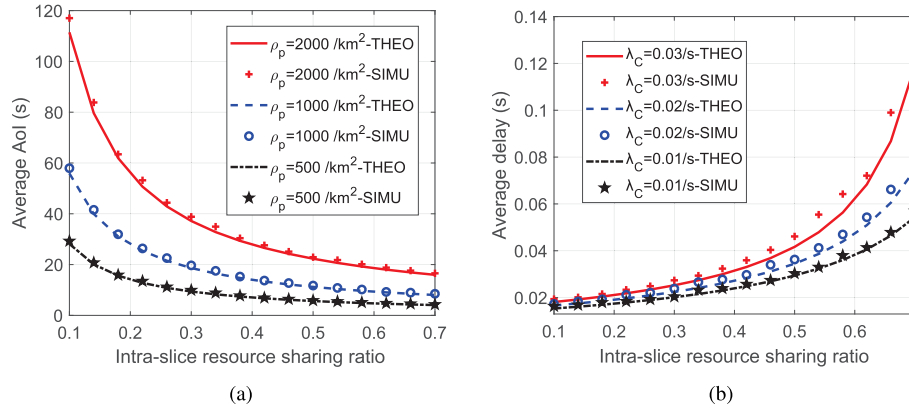 120
100
80
60
40
20
0
Average AoI (s)
ρp=2000 /km²-THEO
ρp=2000 /km²-SIMU
ρp=1000 /km²-THEO
ρp=1000 /km²-SIMU
ρp=500 /km²-THEO
ρp=500 /km²-SIMU
0.1 0.2 0.3 0.4 0.5 0.6 0.7
Intra-slice resource sharing ratio
(a)
0.14
0.12
0.1
0.08
0.06
0.04
0.02
Average delay (s)
λC=0.03/s-THEO
λC=0.03/s-SIMU
λC=0.02/s-THEO
λC=0.02/s-SIMU
λC=0.01/s-THEO
λC=0.01/s-SIMU
0.1 0.2 0.3 0.4 0.5 0.6
Intra-slice resource sharing ratio
(b)